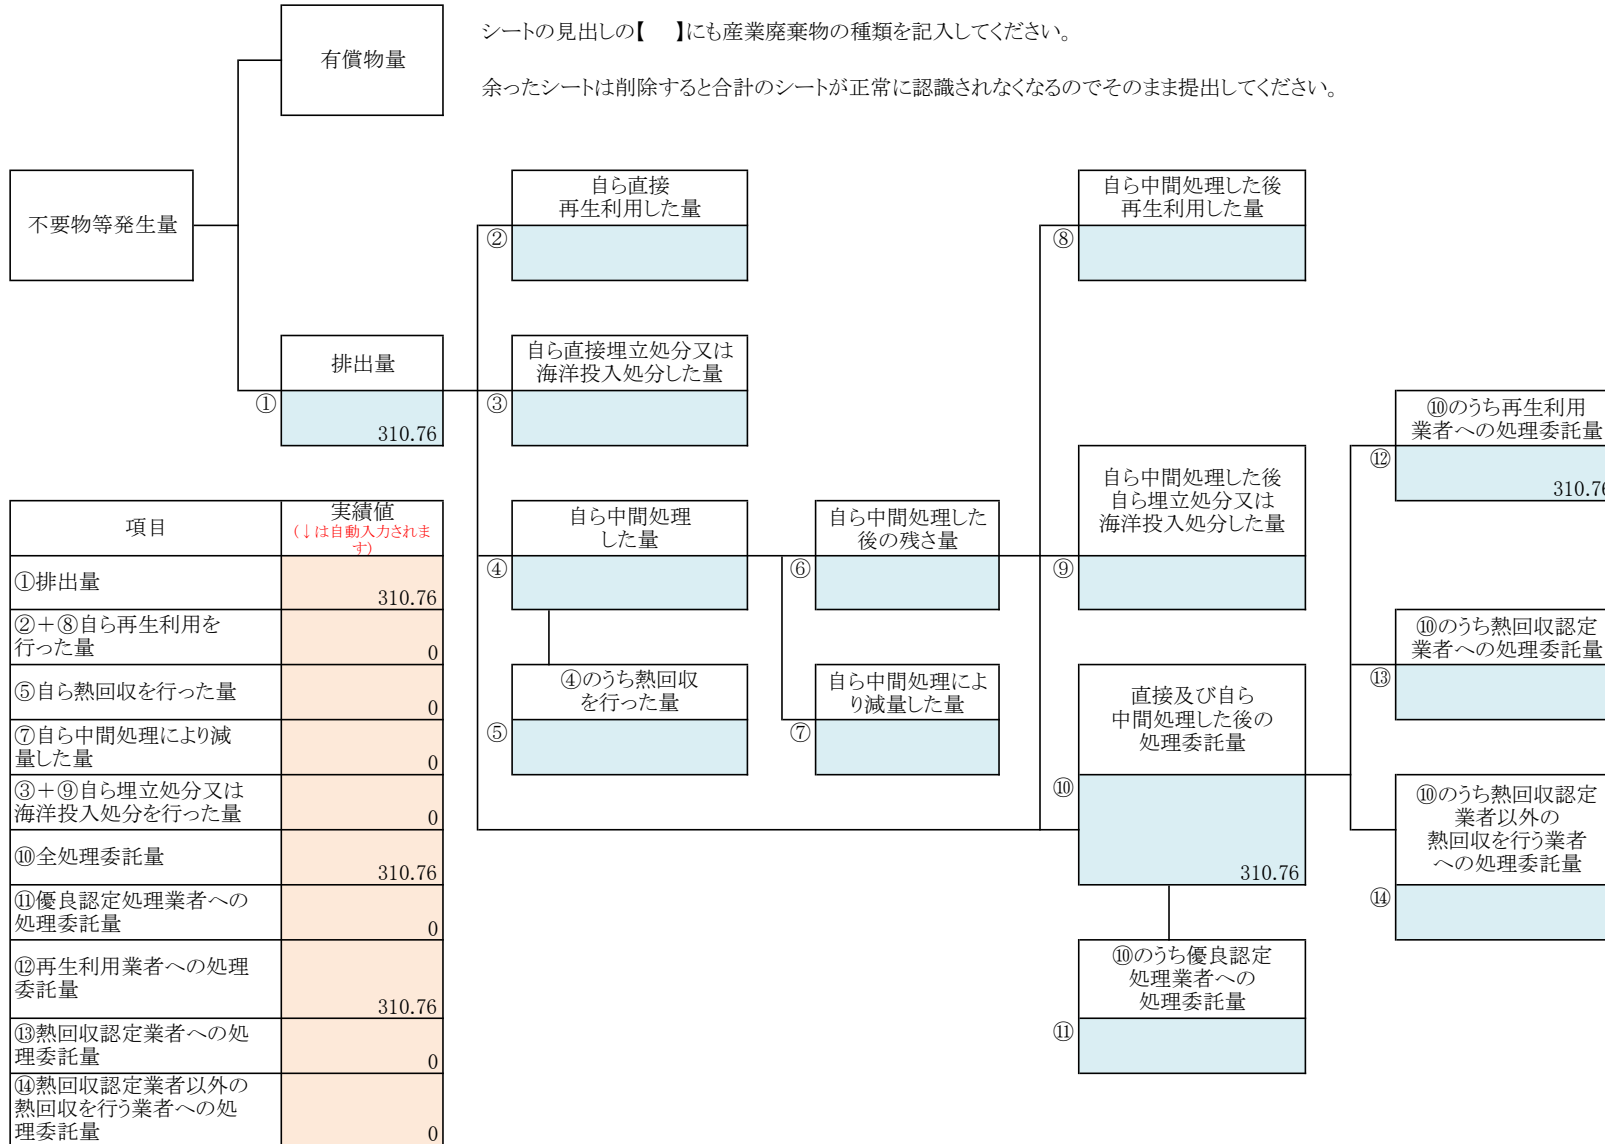 シートの見出しの【　】にも産業廃棄物の種類を記入してください。
有償物量
余ったシートは削除すると合計のシートが正常に認識されなくなるのでそのまま提出してください。
不要物等発生量
自ら直接
再生利用した量
②
自ら中間処理した後
再生利用した量
⑧
排出量
①
310.76
自ら直接埋立処分又は
海洋投入処分した量
③
⑩のうち再生利用
業者への処理委託量
⑫
310.76
自ら中間処理
した量
④
自ら中間処理した
後の残さ量
⑥
自ら中間処理した後
自ら埋立処分又は
海洋投入処分した量
⑨
④のうち熱回収
を行った量
⑤
自ら中間処理によ
り減量した量
⑦
直接及び自ら
中間処理した後の
処理委託量
⑩
310.76
⑩のうち熱回収認定
業者への処理委託量
⑬
⑩のうち熱回収認定
業者以外の
熱回収を行う業者
への処理委託量
⑭
⑩のうち優良認定
処理業者への
処理委託量
⑪
項目
実績値
(↓は自動入力されま
す)
①排出量
310.76
②＋⑧自ら再生利用を
行った量
0
⑤自ら熱回収を行った量
0
⑦自ら中間処理により減
量した量
0
③＋⑨自ら埋立処分又は
海洋投入処分を行った量
0
⑩全処理委託量
310.76
⑪優良認定処理業者への
処理委託量
0
⑫再生利用業者への処理
委託量
310.76
⑬熱回収認定業者への処
理委託量
0
⑭熱回収認定業者以外の
熱回収を行う業者への処
理委託量
0